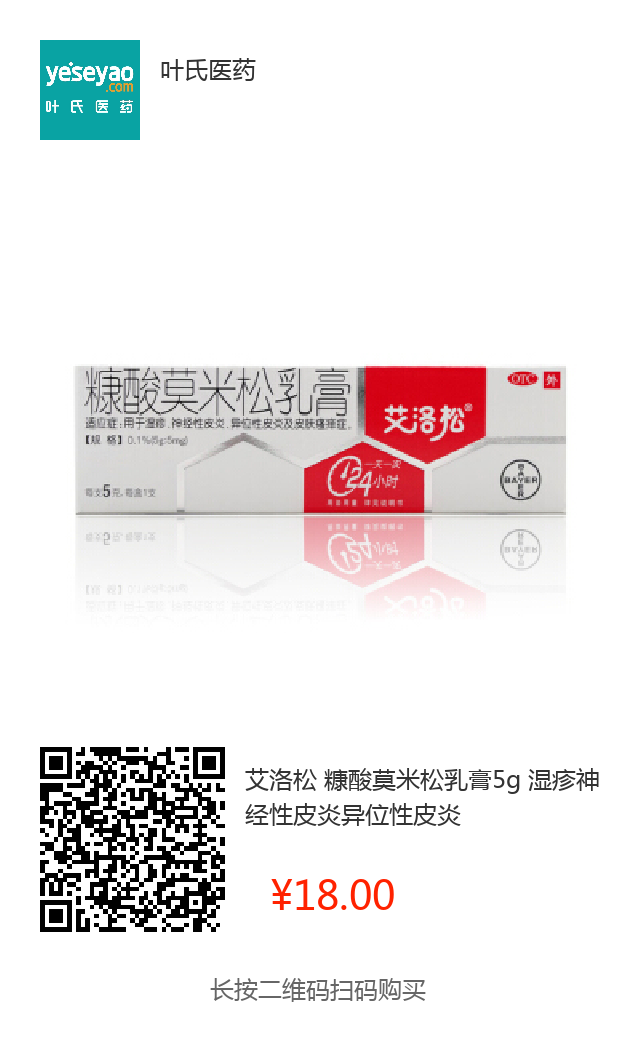 yeseyao
.com
叶氏医药
叶氏医药
糠酸莫米松乳膏
适应症:用于湿疹、神经性皮炎、异位性皮炎及皮肤瘙痒症。
【规 格】0.1%(5g:5mg)
每支5克,每盒1支
艾洛松®
OTC
外
一天一次
24小时
BAYER
BAYER
艾洛松 糠酸莫米松乳膏5g 湿疹神
经性皮炎异位性皮炎
¥18.00
长按二维码扫码购买